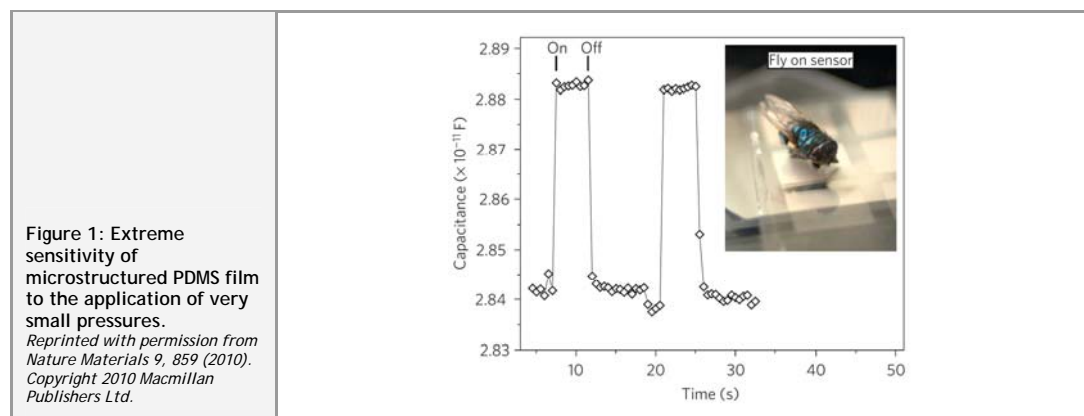 Figure 1: Extreme
sensitivity of
microstructured PDMS film
to the application of very
small pressures.
Reprinted with permission from
Nature Materials 9, 859 (2010).
Copyright 2010 Macmillan
Publishers Ltd.
2.89
2.88
2.87
2.86
2.85
2.84
2.83
Capacitance (× 10⁻¹¹ F)
On Off
Fly on sensor
10 20 30 40 50
Time (s)